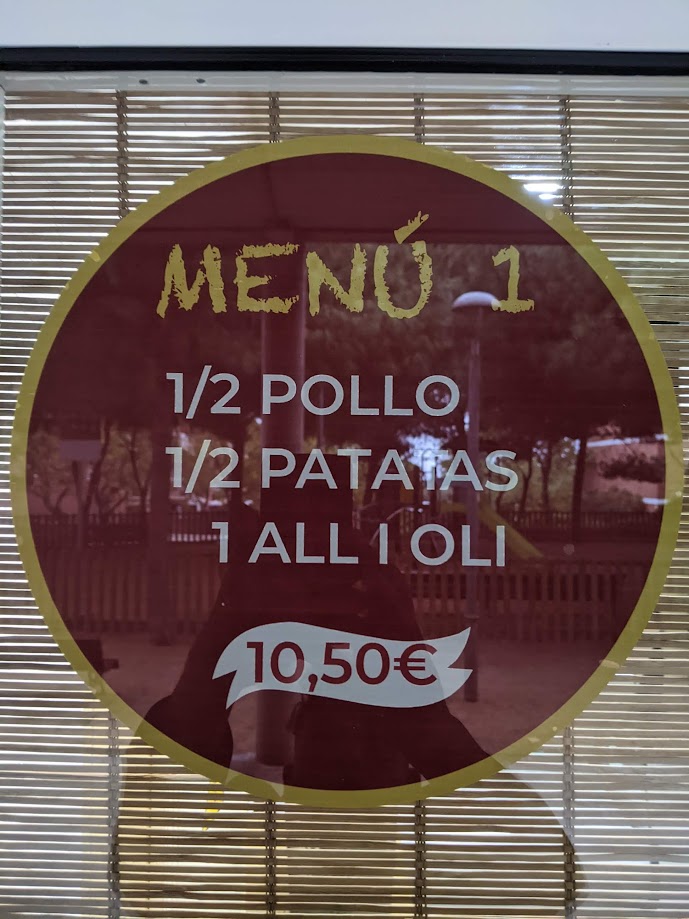 MENÚ 1
1/2 POLLO
1/2 PATATAS
1 ALL I OLI
10,50€